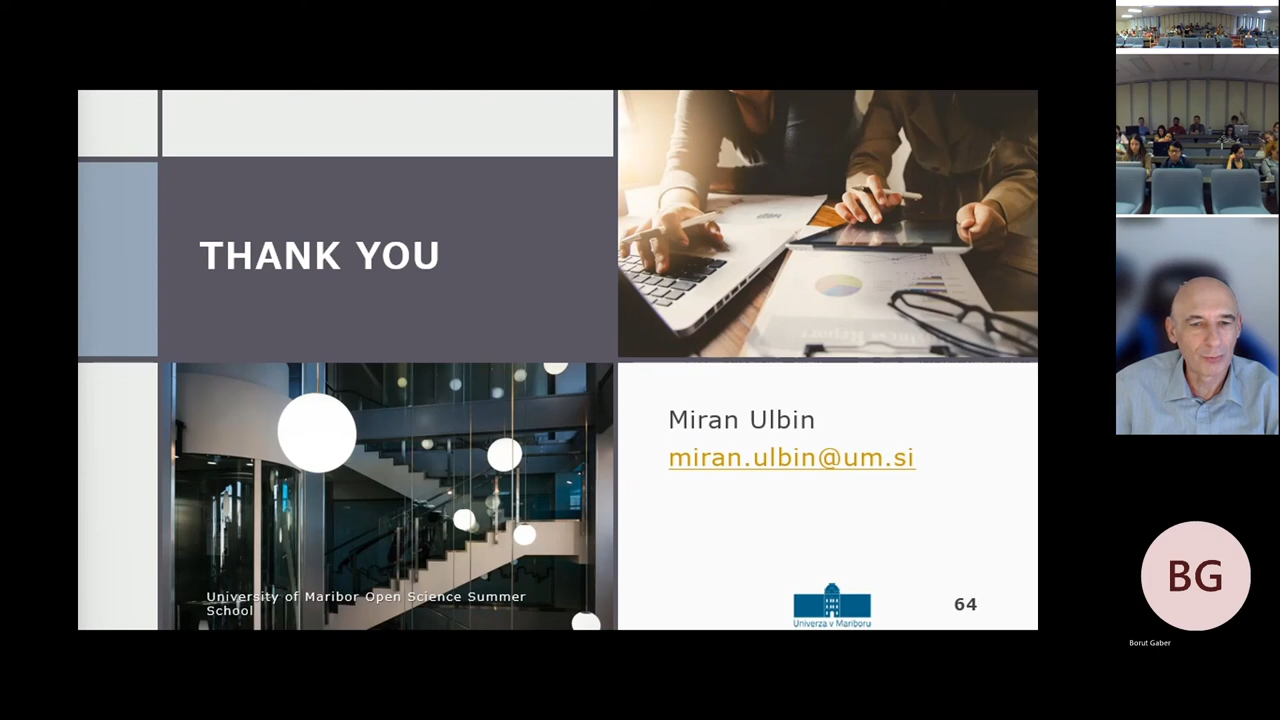 THANK YOU
Miran Ulbin
miran.ulbin@um.si
University of Maribor Open Science Summer
School
Univerza v Mariboru
64
BG
Borut Gaber